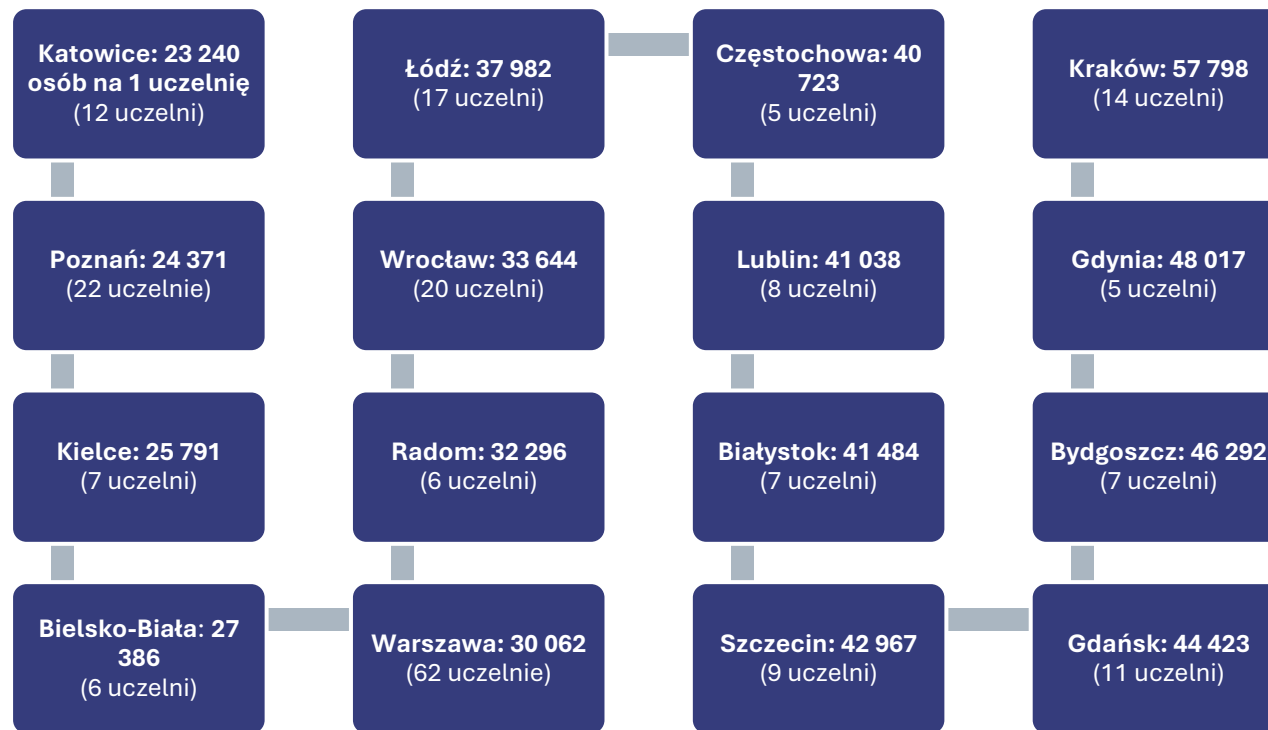 Katowice: 23 240
osób na 1 uczelnię
(12 uczelni)
Poznań: 24 371
(22 uczelnie)
Kielce: 25 791
(7 uczelni)
Bielsko-Biała: 27
386
(6 uczelni)
Warszawa: 30 062
(62 uczelnie)
Radom: 32 296
(6 uczelni)
Wrocław: 33 644
(20 uczelni)
Łódź: 37 982
(17 uczelni)
Częstochowa: 40
723
(5 uczelni)
Lublin: 41 038
(8 uczelni)
Białystok: 41 484
(7 uczelni)
Szczecin: 42 967
(9 uczelni)
Gdańsk: 44 423
(11 uczelni)
Bydgoszcz: 46 292
(7 uczelni)
Gdynia: 48 017
(5 uczelni)
Kraków: 57 798
(14 uczelni)